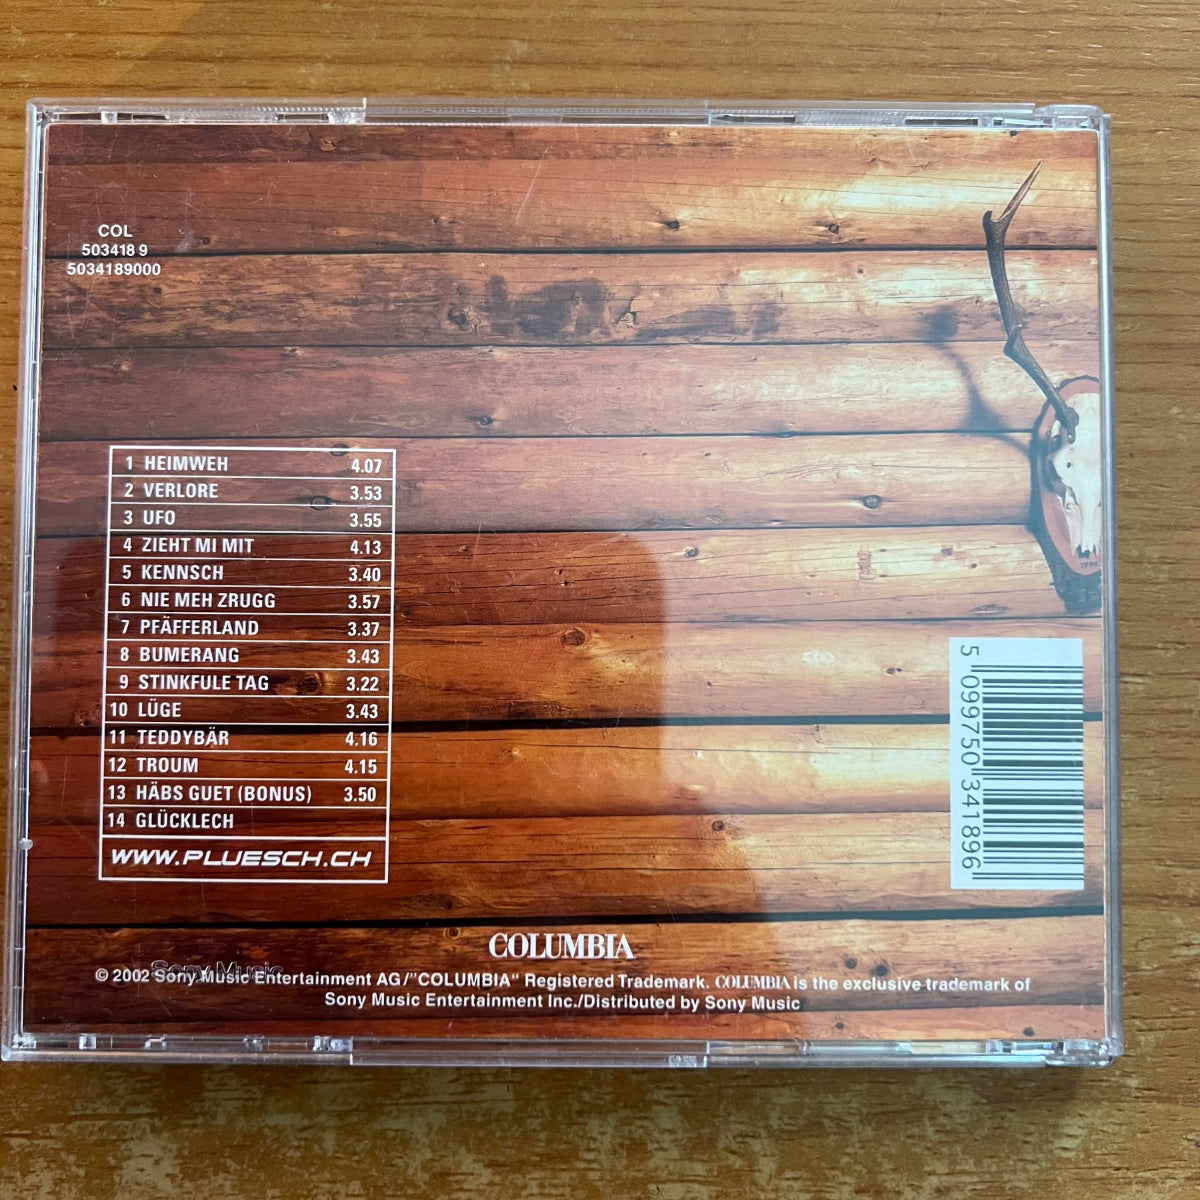 COL
503418 9
5034189000
1 HEIMWEH 4.07
2 VERLORE 3.53
3 UFO 3.55
4 ZIEHT MI MIT 4.13
5 KENNSCH 3.40
6 NIE MEH ZRUGG 3.57
7 PFÄFFERLAND 3.37
8 BUMERANG 3.43
9 STINKFULE TAG 3.22
10 LÜGE 3.43
11 TEDDYBÄR 4.16
12 TROUM 4.15
13 HÄBS GUET (BONUS) 3.50
14 GLÜCKLECH
WWW.PLUESCH.CH
5 099750 341896
COLUMBIA
Sony Music
© 2002 Sony Music Entertainment AG/"COLUMBIA" Registered Trademark. COLUMBIA is the exclusive trademark of
Sony Music Entertainment Inc./Distributed by Sony Music